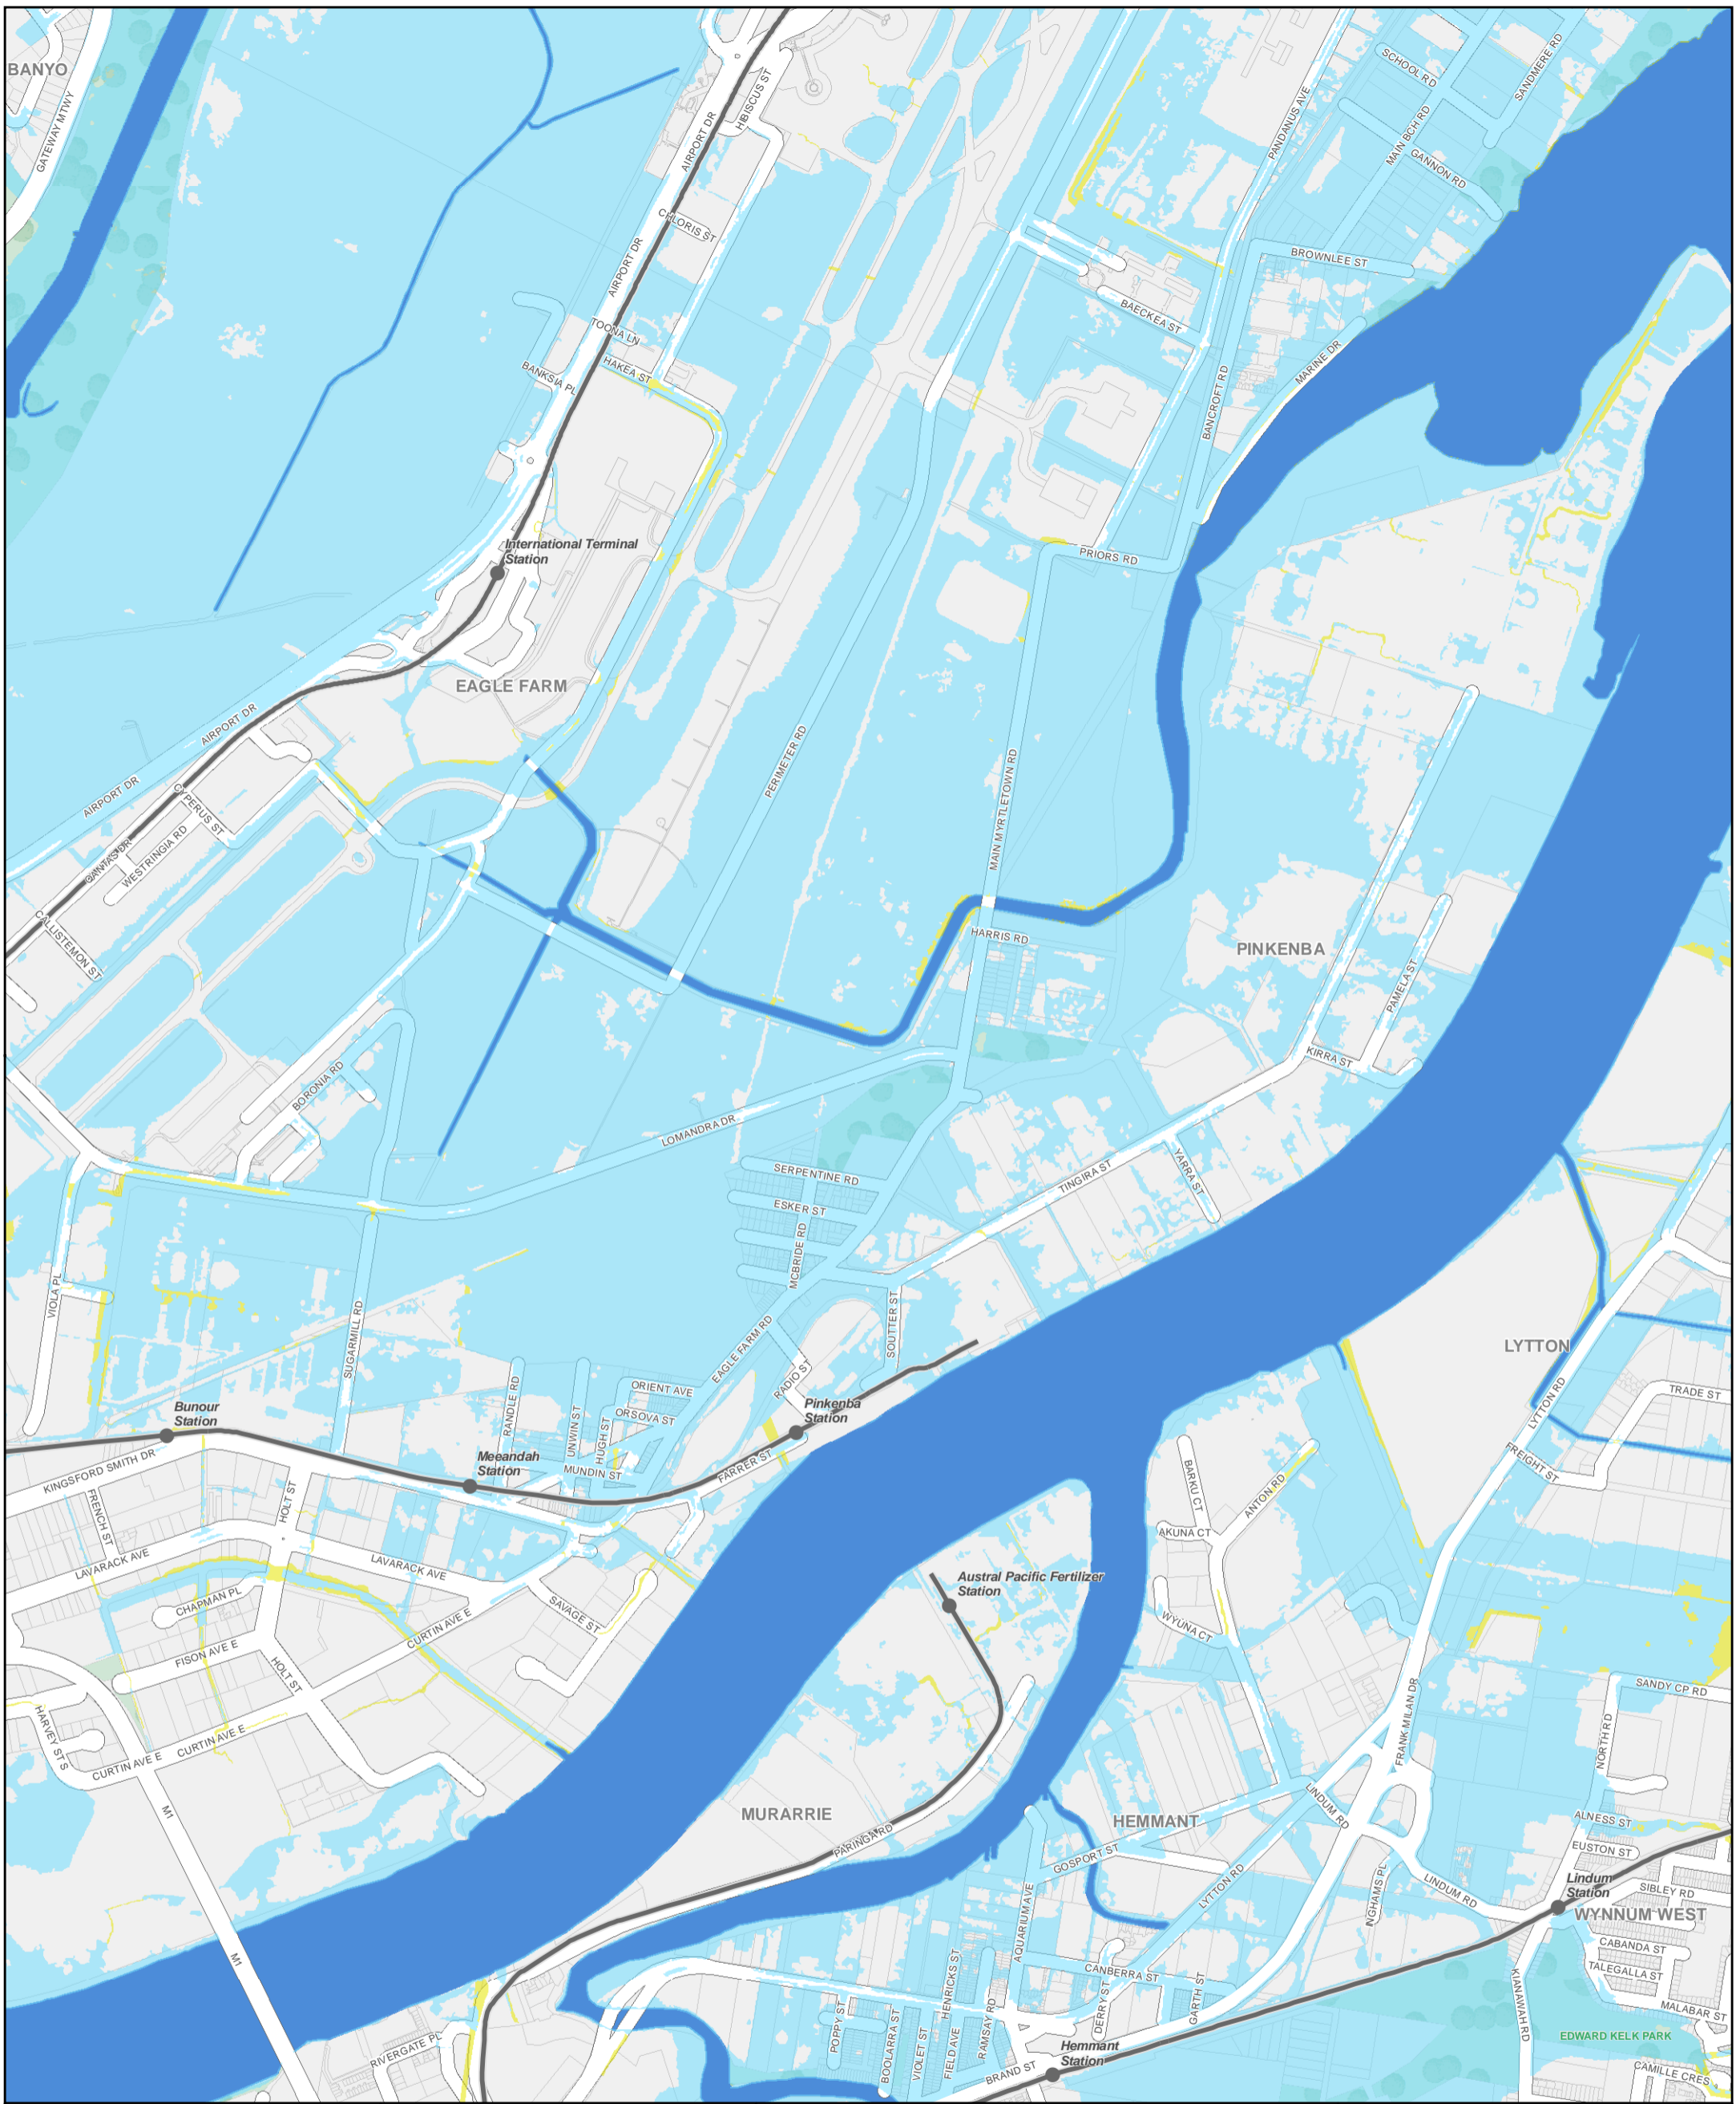 BANYO
GATEWAY MTWY
HIBISCUS ST
AIRPORT DR
CHLORIS ST
AIRPORT DR
TOONA LN
HAKEA ST
BANKSIA PL
SCHOOL RD
SANDMERE RD
PANDANUS AVE
MAIN BCH RD
GANNON RD
BROWNLEE ST
BAECKEA ST
MARINE DR
BANCROFT RD
PRIORS RD
International Terminal
Station
EAGLE FARM
AIRPORT DR
AIRPORT DR
CYPERUS ST
WESTRINGIA RD
QANTAS DR
CALLISTEMON ST
PERIMETER RD
MAIN MYRTLETOWN RD
HARRIS RD
PINKENBA
PAMELA ST
KIRRA ST
BORONIA RD
LOMANDRA DR
SERPENTINE RD
ESKER ST
MCBRIDE RD
TINGIRA ST
YARRA ST
VIOLA PL
SUGARMILL RD
EAGLE FARM RD
SOUTTER ST
RADIO ST
LYTTON
TRADE ST
LYTTON RD
FREIGHT ST
Bunour
Station
RANDLE RD
UNWIN ST
HUGH ST
ORIENT AVE
ORSOVA ST
MUNDIN ST
Pinkenba
Station
Meeandah
Station
FARRER ST
KINGSFORD SMITH DR
FRENCH ST
HOLT ST
LAVARACK AVE
LAVARACK AVE
CHAPMAN PL
FISON AVE E
CURTIN AVE E
SAVAGE ST
HOLT ST
HARVEY ST S
CURTIN AVE E
CURTIN AVE E
M1
M1
Austral Pacific Fertilizer
Station
BARKU CT
ANTON RD
AKUNA CT
WYUNA CT
MURARRIE
PARINGA RD
HEMMANT
GOSPORT ST
LYTTON RD
LINDUM RD
FRANK MILAN DR
SANDY CP RD
NORTH RD
ALNESS ST
EUSTON ST
Lindum
Station
SIBLEY RD
WYNNUM WEST
LINDUM RD
INGHAMS PL
CABANDA ST
TALEGALLA ST
MALABAR ST
EDWARD KELK PARK
CAMILLE CRES
KIANAWAH RD
AQUARIUM AVE
CANBERRA ST
DERRY ST
GARTH ST
HENRICKS ST
RAMSAY RD
FIELD AVE
VIOLET ST
BOOLARRA ST
POPPY ST
BRAND ST
Hemmant
Station
RIVERGATE PL